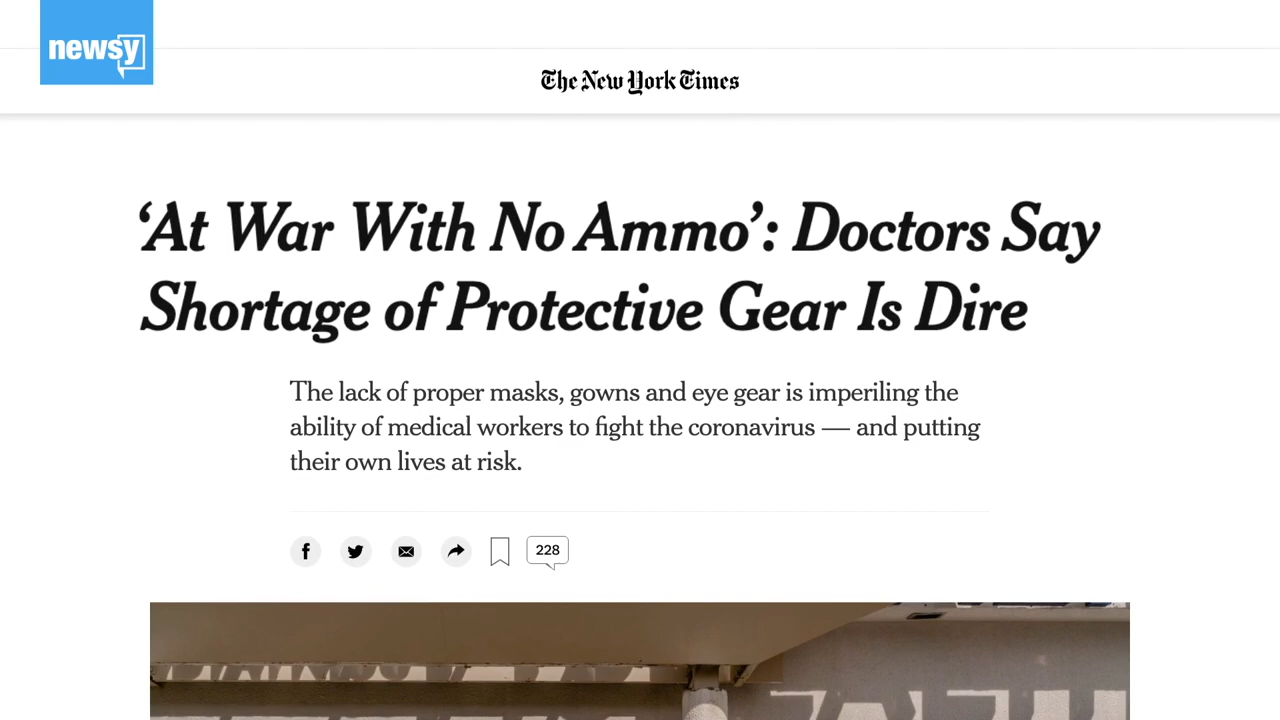 newsy
The New York Times
‘At War With No Ammo’: Doctors Say
Shortage of Protective Gear Is Dire
The lack of proper masks, gowns and eye gear is imperiling the
ability of medical workers to fight the coronavirus — and putting
their own lives at risk.
228